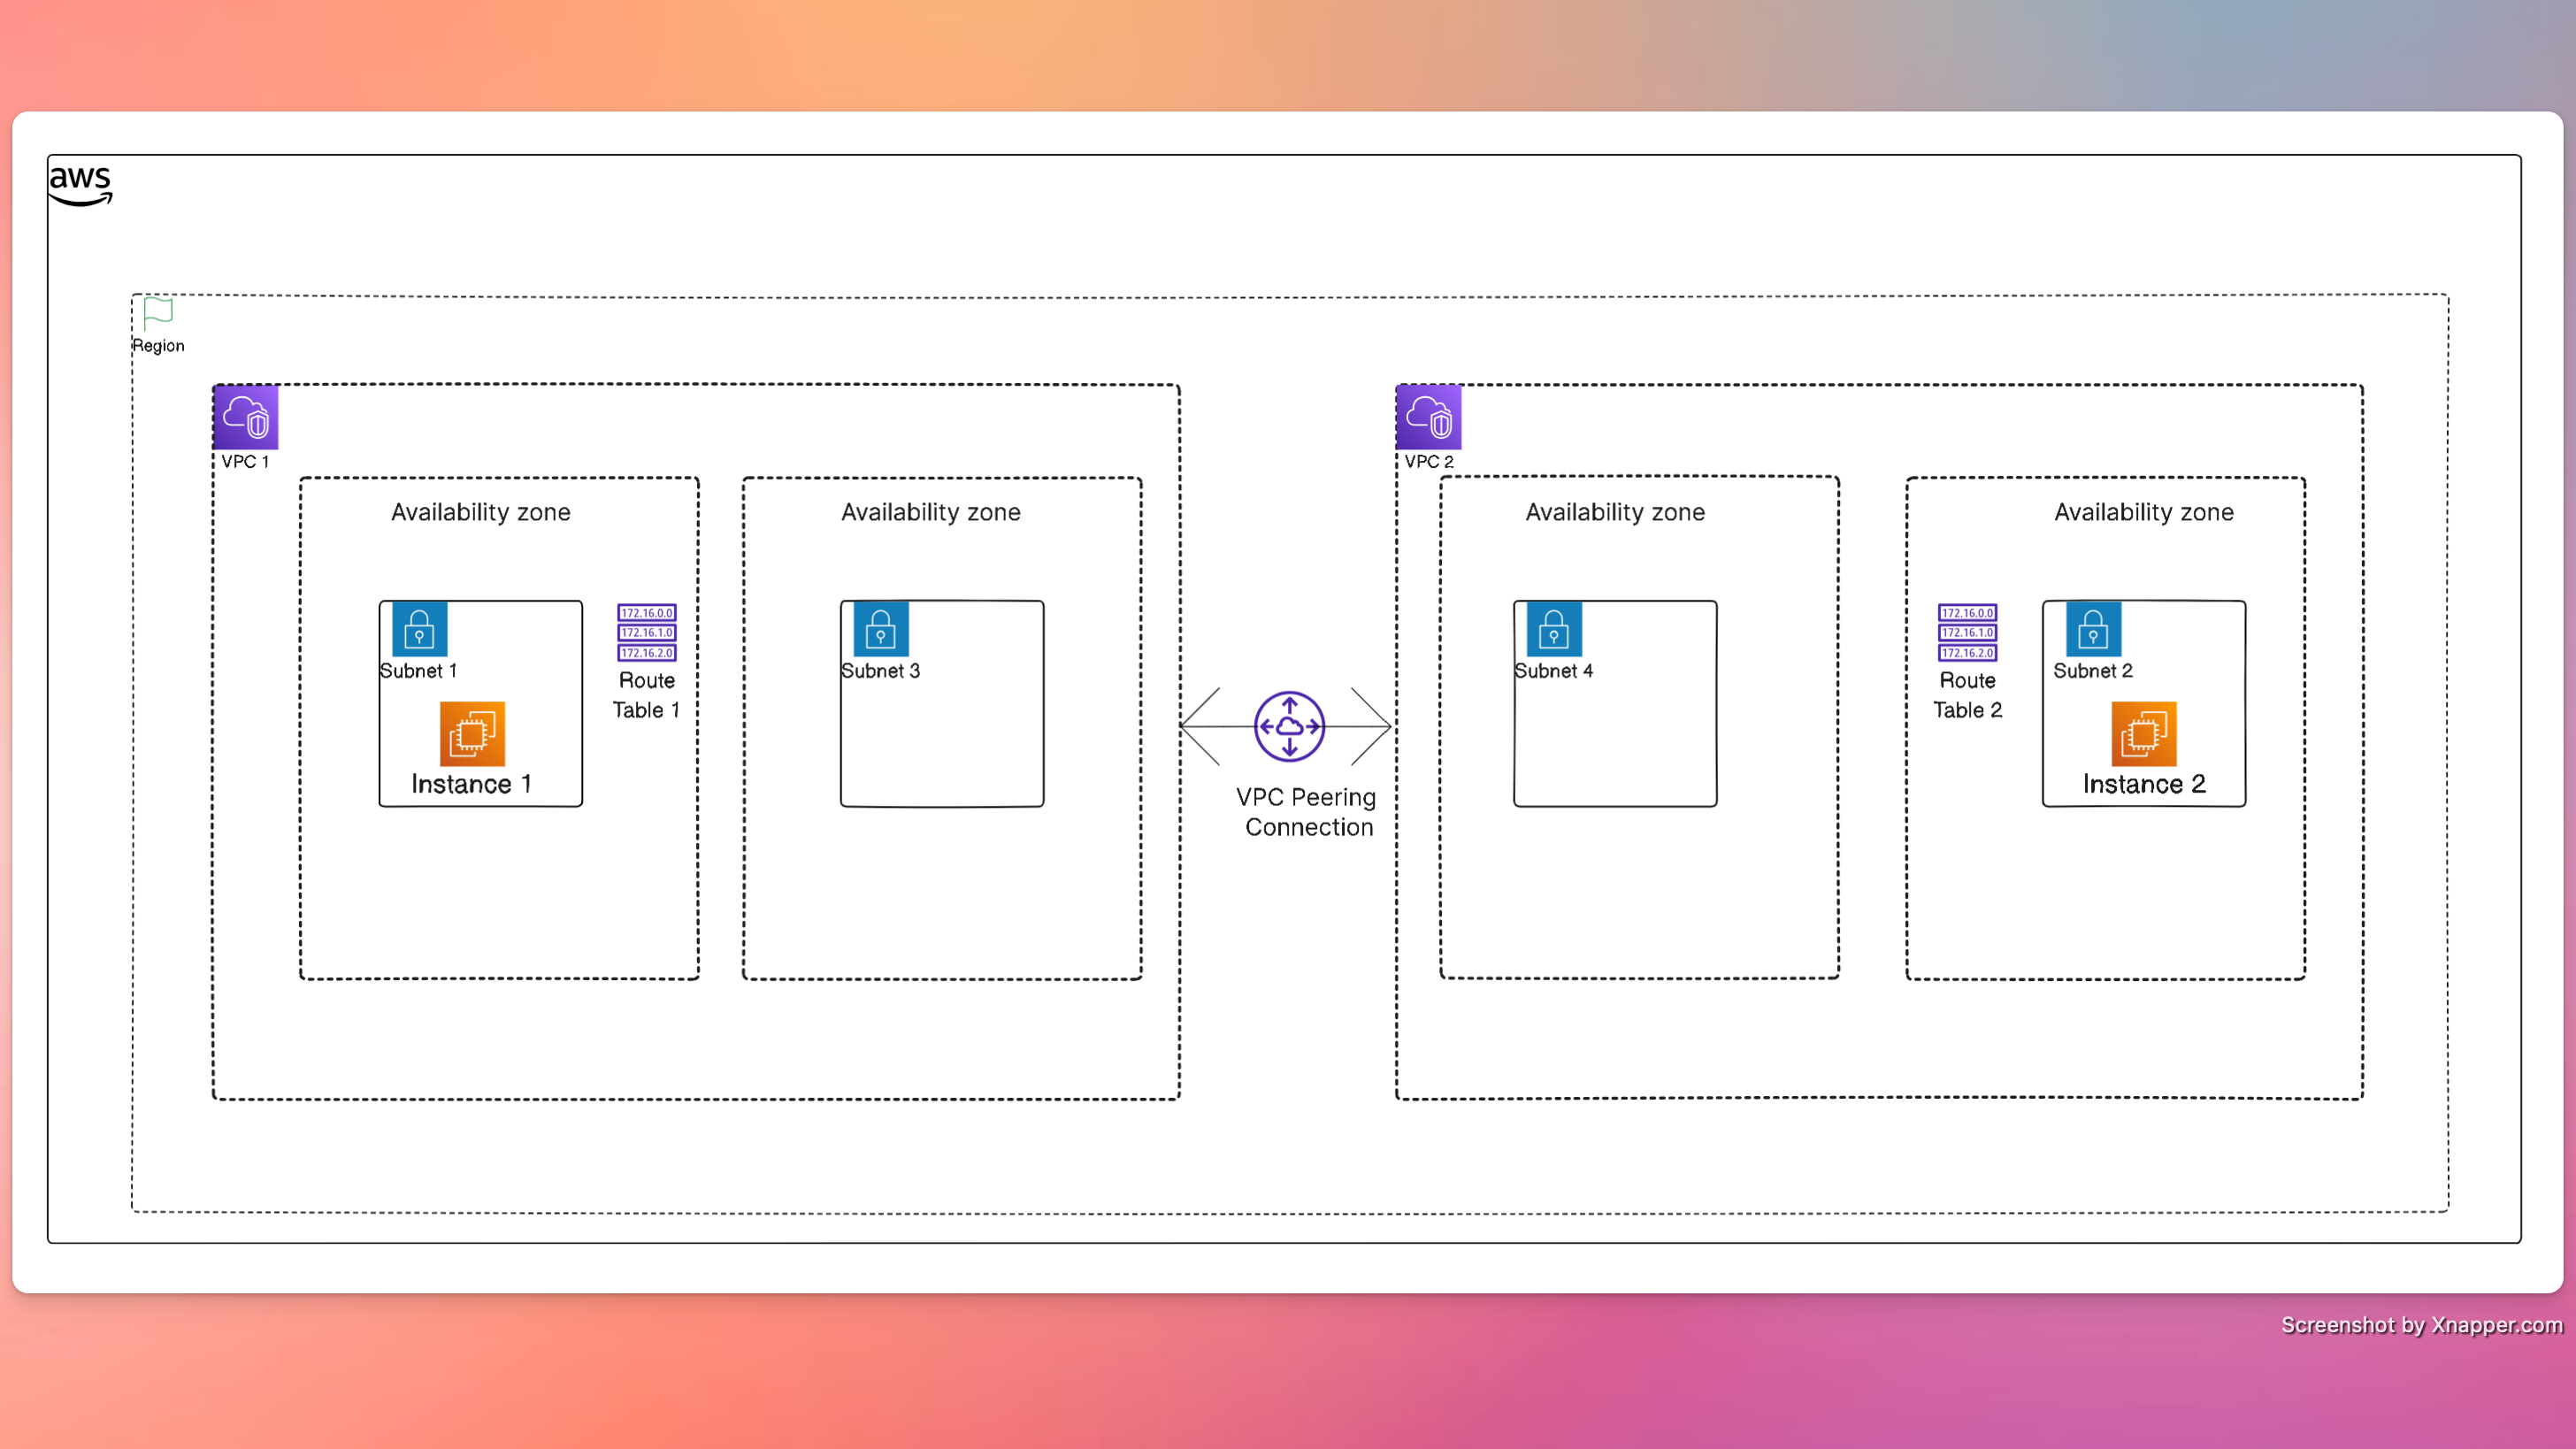 aws
Region
VPC 1
VPC 2
Availability zone
Availability zone
Availability zone
Availability zone
Subnet 1
Instance 1
172.16.0.0
172.16.1.0
172.16.2.0
Route
Table 1
Subnet 3
VPC Peering
Connection
Subnet 4
172.16.0.0
172.16.1.0
172.16.2.0
Route
Table 2
Subnet 2
Instance 2
Screenshot by Xnapper.com